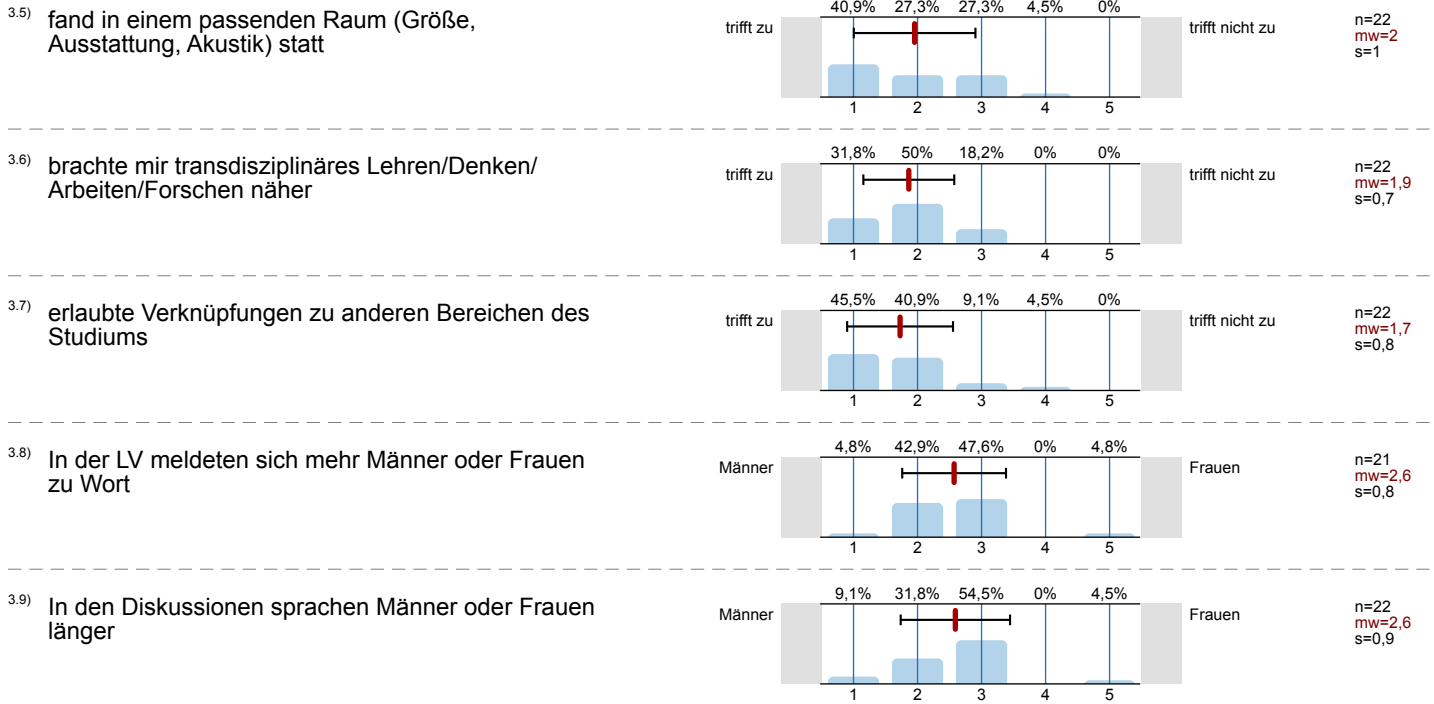 3.5) fand in einem passenden Raum (Größe,
Ausstattung, Akustik) statt
40,9% 27,3% 27,3% 4,5% 0%
trifft zu
trifft nicht zu
1 2 3 4 5
n=22
mw=2
s=1
3.6) brachte mir transdisziplinäres Lehren/Denken/
Arbeiten/Forschen näher
31,8% 50% 18,2% 0% 0%
trifft zu
trifft nicht zu
1 2 3 4 5
n=22
mw=1,9
s=0,7
3.7) erlaubte Verknüpfungen zu anderen Bereichen des
Studiums
45,5% 40,9% 9,1% 4,5% 0%
trifft zu
trifft nicht zu
1 2 3 4 5
n=22
mw=1,7
s=0,8
3.8) In der LV meldeten sich mehr Männer oder Frauen
zu Wort
4,8% 42,9% 47,6% 0% 4,8%
Männer
Frauen
1 2 3 4 5
n=21
mw=2,6
s=0,8
3.9) In den Diskussionen sprachen Männer oder Frauen
länger
9,1% 31,8% 54,5% 0% 4,5%
Männer
Frauen
1 2 3 4 5
n=22
mw=2,6
s=0,9